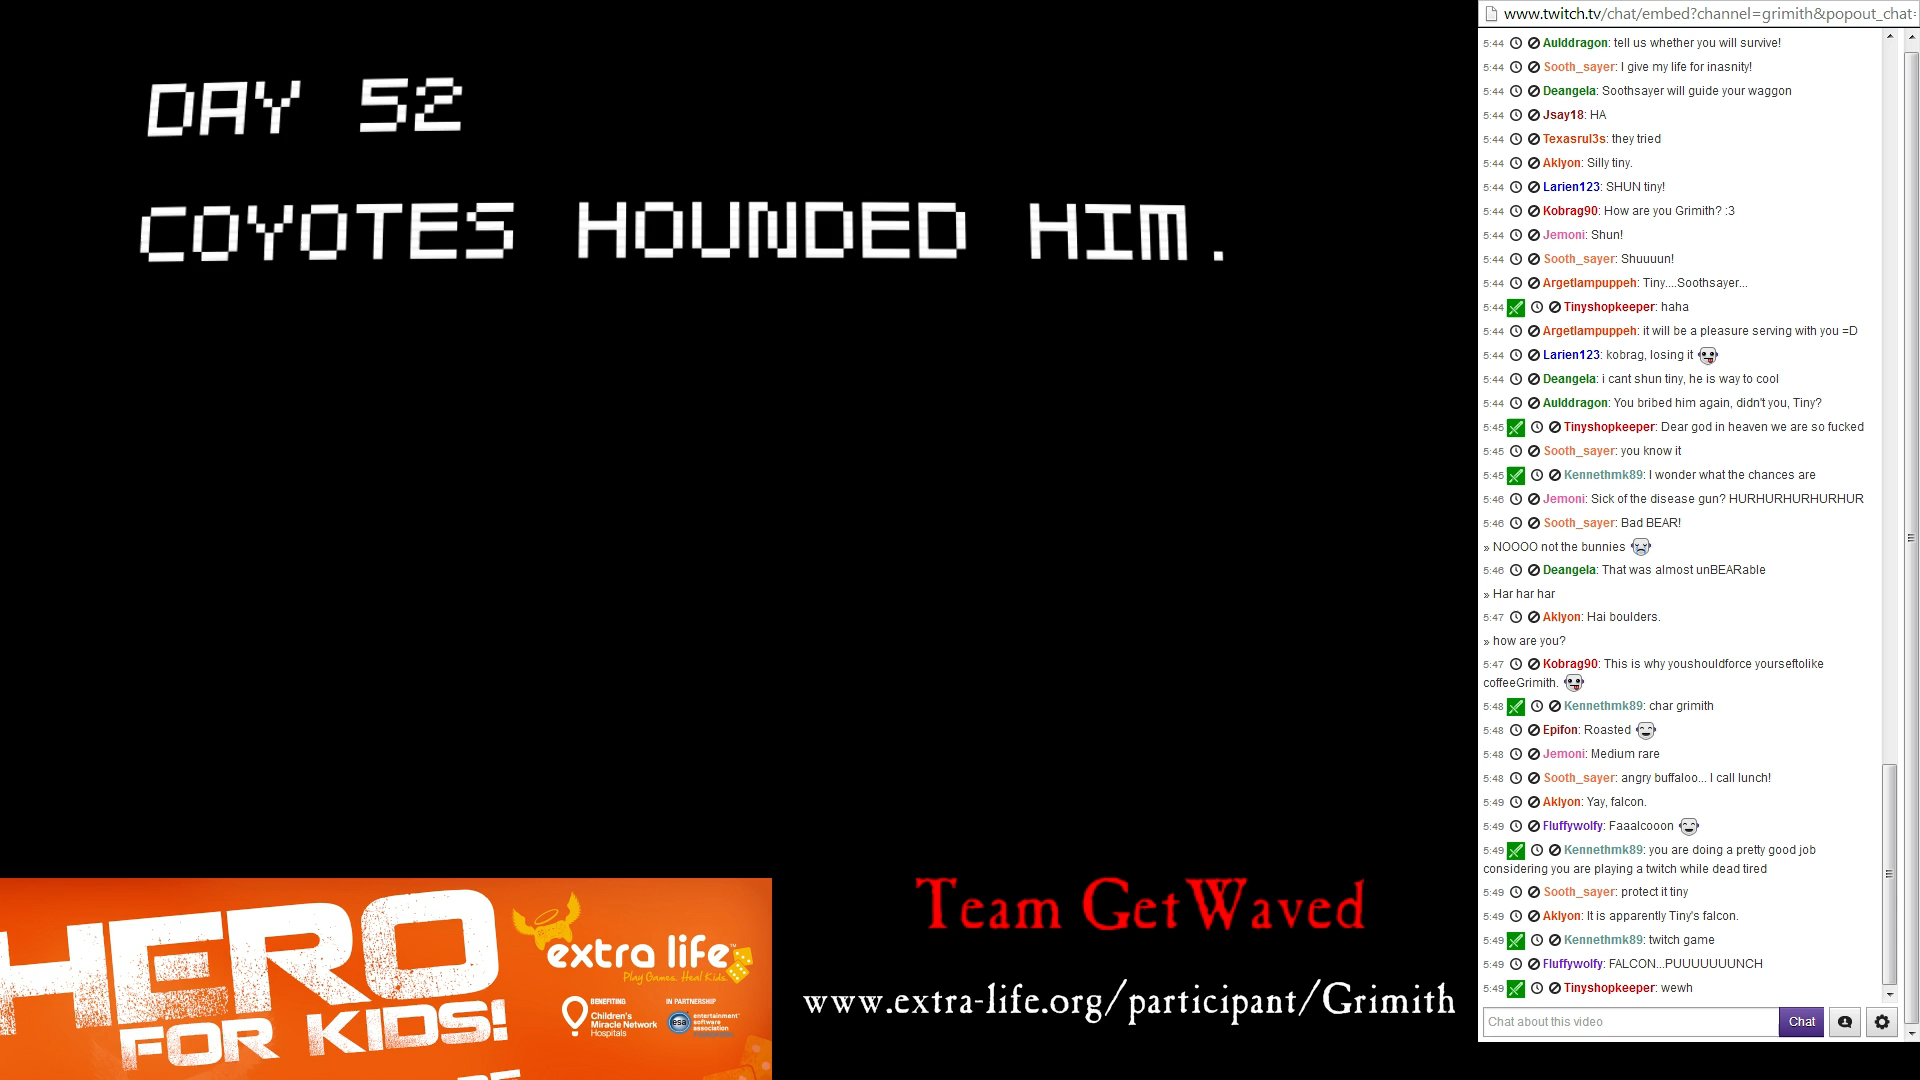 DAY 52
COYOTES HOUNDED HIM.
HERO
FOR KIDS!
extra life
Play Games. Heal Kids.
BENEFITING
Children's
Miracle Network
Hospitals
IN PARTNERSHIP
esa
entertainment
software
association
Team GetWaved
www.extra-life.org/participant/Grimith
www.twitch.tv/chat/embed?channel=grimith&popout_chat=
5:44 Aulddragon: tell us whether you will survive!
5:44 Sooth_sayer: I give my life for inasnity!
5:44 Deangela: Soothsayer will guide your waggon
5:44 Jsay18: HA
5:44 Texasrul3s: they tried
5:44 Aklyon: Silly tiny.
5:44 Larien123: SHUN tiny!
5:44 Kobrag90: How are you Grimith? :3
5:44 Jemoni: Shun!
5:44 Sooth_sayer: Shuuuun!
5:44 Argetlampuppeh: Tiny....Soothsayer...
5:44 Tinyshopkeeper: haha
5:44 Argetlampuppeh: it will be a pleasure serving with you =D
5:44 Larien123: kobrag, losing it
5:44 Deangela: i cant shun tiny, he is way to cool
5:44 Aulddragon: You bribed him again, didn't you, Tiny?
5:45 Tinyshopkeeper: Dear god in heaven we are so fucked
5:45 Sooth_sayer: you know it
5:45 Kennethmk89: I wonder what the chances are
5:46 Jemoni: Sick of the disease gun? HURHURHURHURHUR
5:46 Sooth_sayer: Bad BEAR!
» NOOOO not the bunnies
5:46 Deangela: That was almost unBEARable
» Har har har
5:47 Aklyon: Hai boulders.
» how are you?
5:47 Kobrag90: This is why youshouldforce yourseftolike
coffeeGrimith.
5:48 Kennethmk89: char grimith
5:48 Epifon: Roasted
5:48 Jemoni: Medium rare
5:48 Sooth_sayer: angry buffaloo... I call lunch!
5:49 Aklyon: Yay, falcon.
5:49 Fluffywolfy: Faaalcooon
5:49 Kennethmk89: you are doing a pretty good job
considering you are playing a twitch while dead tired
5:49 Sooth_sayer: protect it tiny
5:49 Aklyon: It is apparently Tiny's falcon.
5:49 Kennethmk89: twitch game
5:49 Fluffywolfy: FALCON...PUUUUUUUNCH
5:49 Tinyshopkeeper: wewh
Chat about this video
Chat